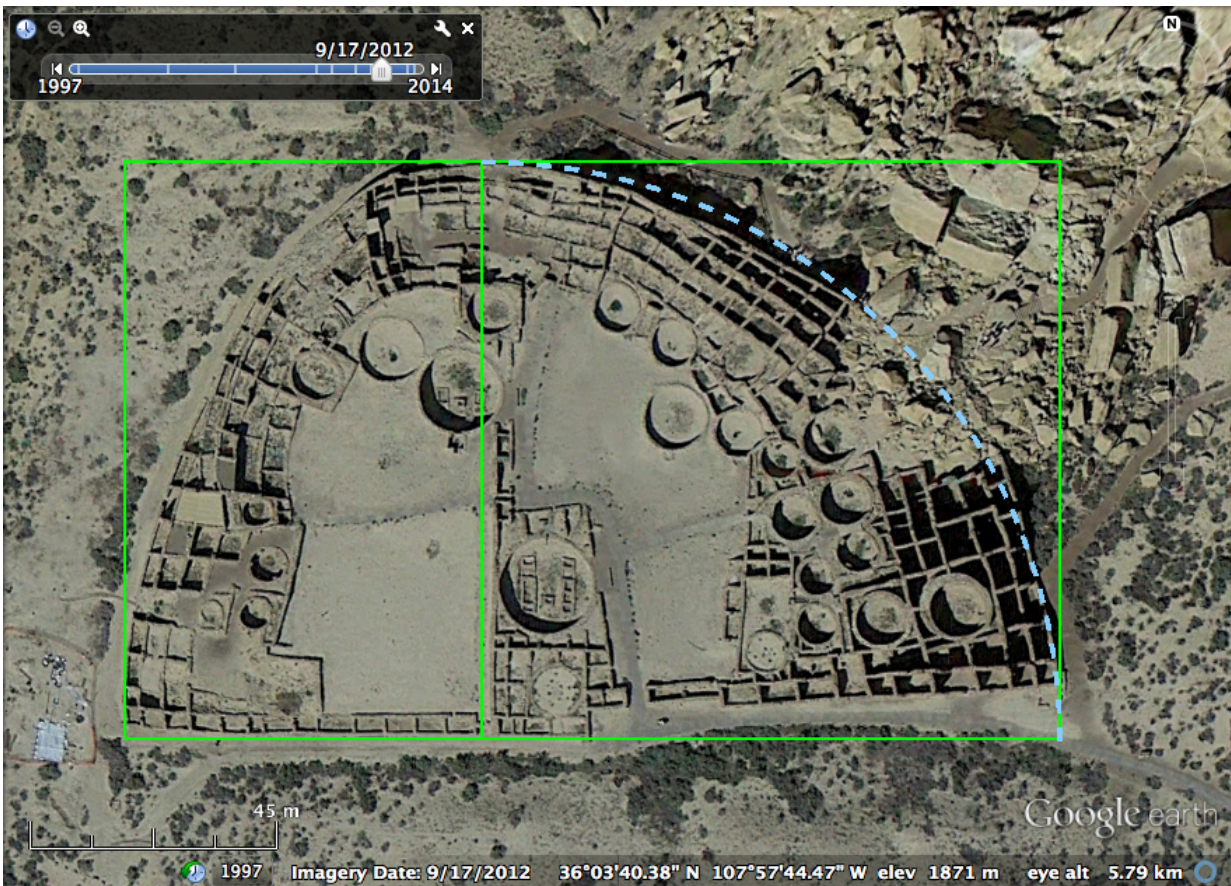 9/17/2012
1997 2014
N
45 m
Google earth
1997 Imagery Date: 9/17/2012 36°03'40.38" N 107°57'44.47" W elev 1871 m eye alt 5.79 km